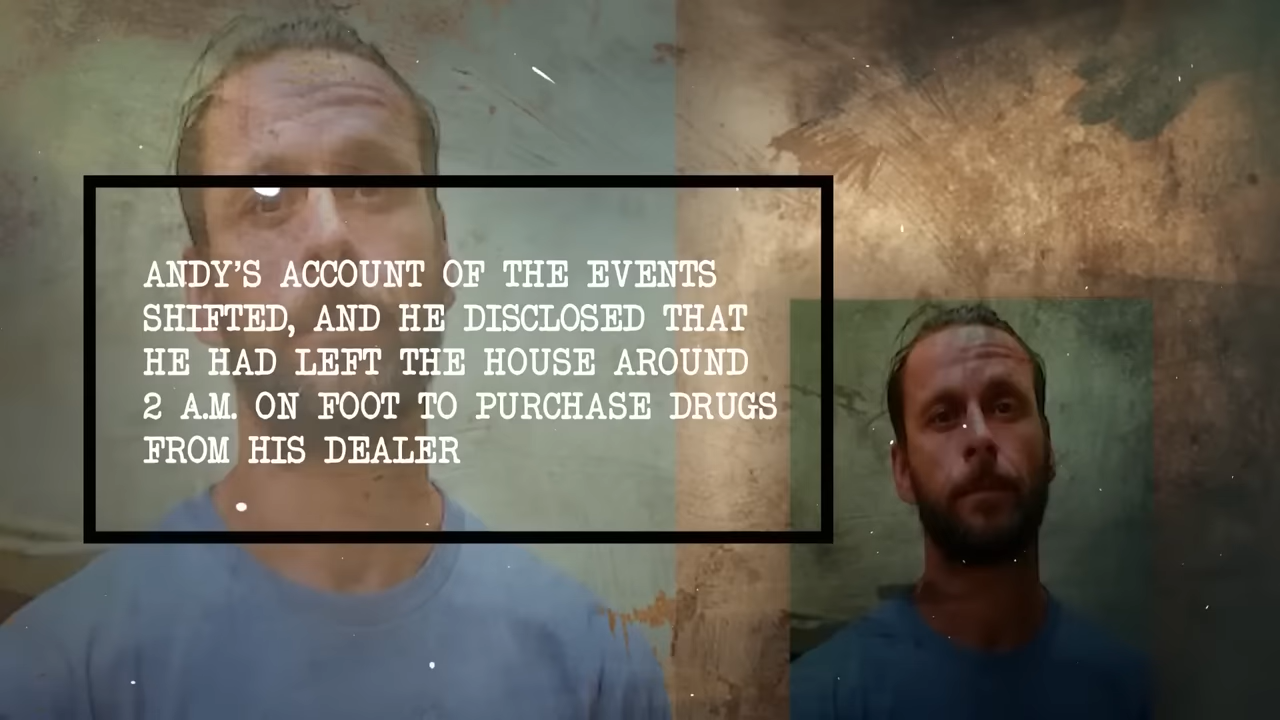 ANDY’S ACCOUNT OF THE EVENTS
SHIFTED, AND HE DISCLOSED THAT
HE HAD LEFT THE HOUSE AROUND
2 A.M. ON FOOT TO PURCHASE DRUGS
FROM HIS DEALER